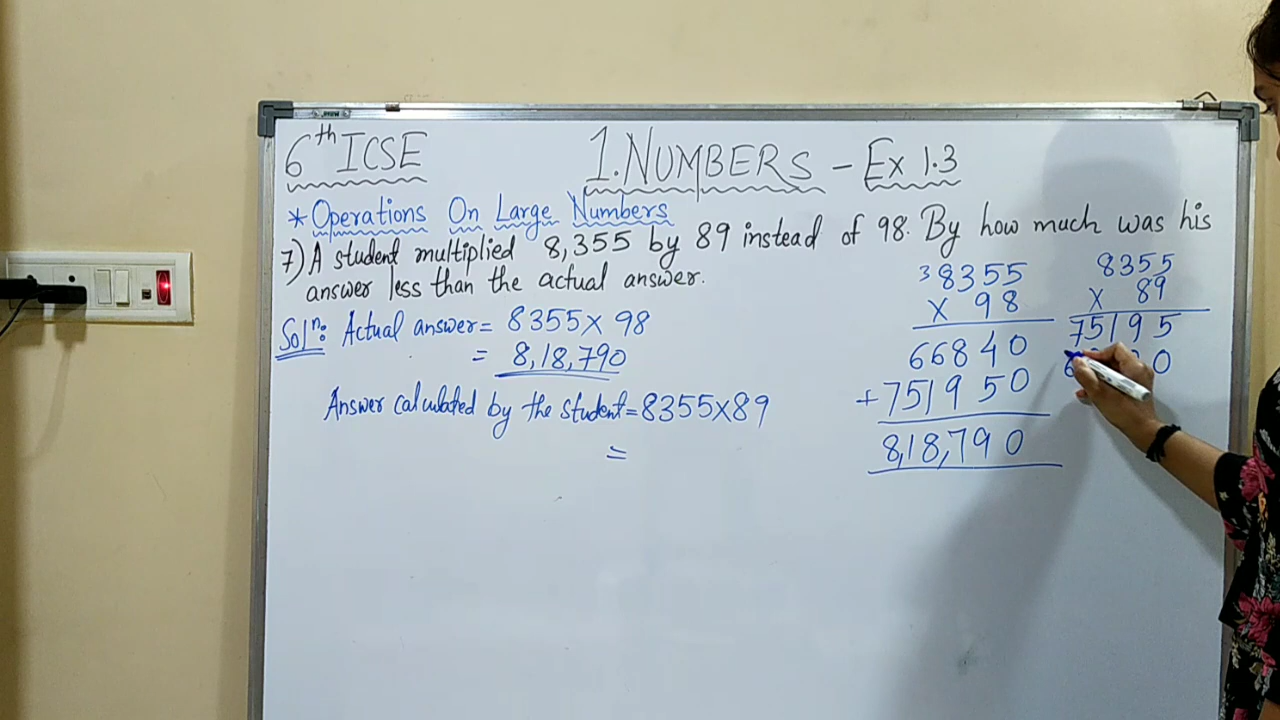 6th ICSE 1. NUMBERS - Ex 1.3
* Operations On Large Numbers
7) A student multiplied 8,355 by 89 instead of 98. By how much was his
answer less than the actual answer.
Solⁿ: Actual answer = 8355 X 98
= 8,18,790
Answer calculated by the student = 8355 X 89
=
3 8355
X 98
66840
+ 751950
8,18,790
8355
X 89
75195